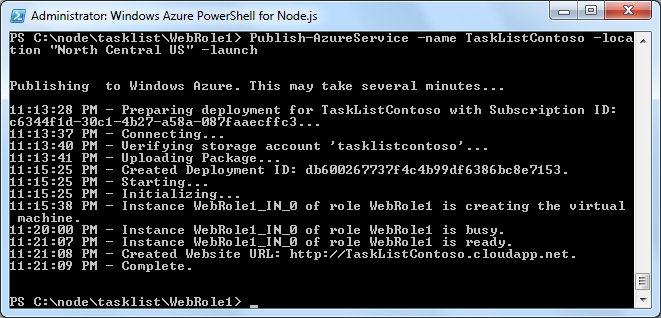 Administrator: Windows Azure PowerShell for Node.js
PS C:\node\tasklist\WebRole1> Publish-AzureService -name TaskListContoso -loca
tion "North Central US" -launch
Publishing  to Windows Azure. This may take several minutes...
11:13:28 PM - Preparing deployment for TaskListContoso with Subscription ID:
c6344f1d-30c1-4b27-a58a-087faaecffc3...
11:13:37 PM - Connecting...
11:13:40 PM - Verifying storage account 'tasklistcontoso'...
11:13:41 PM - Uploading Package...
11:15:25 PM - Created Deployment ID: db600267737f4c4b99df6386bc8e7153.
11:15:25 PM - Starting...
11:15:25 PM - Initializing...
11:15:38 PM - Instance WebRole1_IN_0 of role WebRole1 is creating the virtual
 machine.
11:20:00 PM - Instance WebRole1_IN_0 of role WebRole1 is busy.
11:21:07 PM - Instance WebRole1_IN_0 of role WebRole1 is ready.
11:21:08 PM - Created Website URL: http://TaskListContoso.cloudapp.net.
11:21:09 PM - Complete.
PS C:\node\tasklist\WebRole1> _